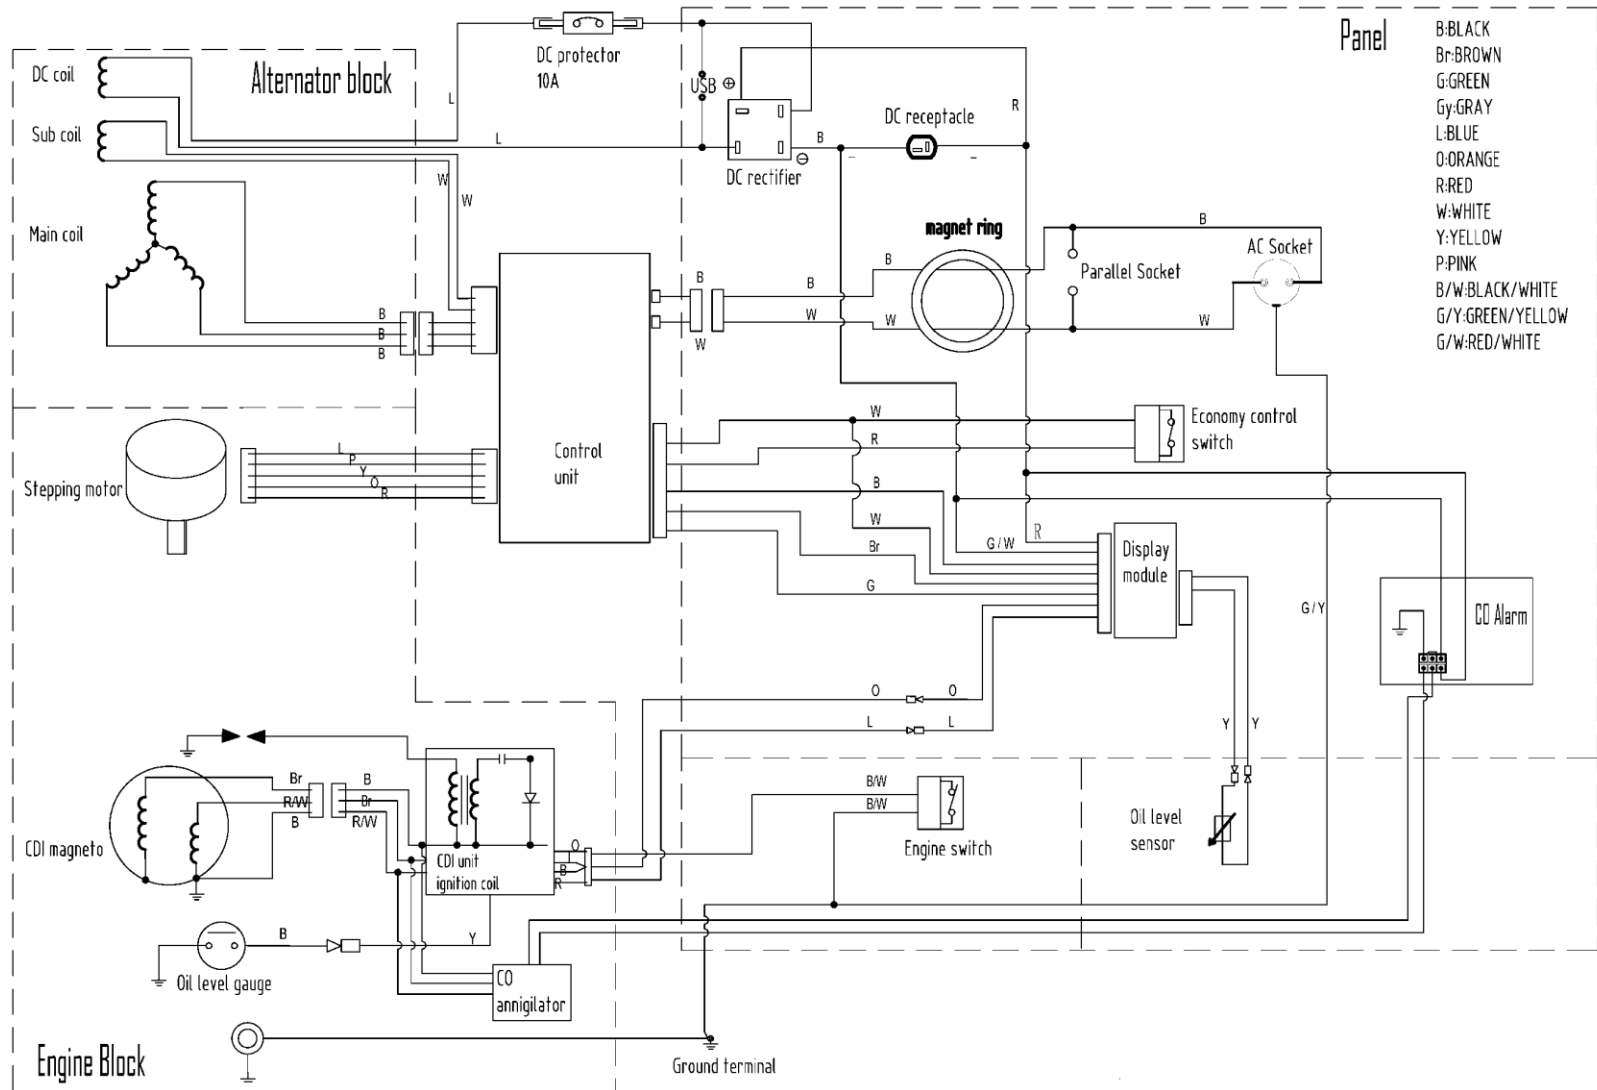 Panel
B:BLACK
Br:BROWN
G:GREEN
Gy:GRAY
L:BLUE
O:ORANGE
R:RED
W:WHITE
Y:YELLOW
P:PINK
B/W:BLACK/WHITE
G/Y:GREEN/YELLOW
G/W:RED/WHITE
Alternator block
DC coil
Sub coil
Main coil
DC protector
10A
L
L
USB
DC rectifier
B
DC receptacle
R
W
W
magnet ring
B
B
B
B
W
W
W
B
W
Parallel Socket
AC Socket
B
B
B
Stepping motor
L
P
Y
O
R
Control
unit
W
R
B
W
Br
G
Economy control
switch
G/W
R
Display
module
G/Y
CO Alarm
O
O
L
L
Y
Y
Br
R/W
B
B
Br
R/W
CDI magneto
CDI unit
ignition coil
O
B
R
B/W
B/W
Engine switch
Oil level
sensor
B
Y
Oil level gauge
CO
annigilator
Engine Block
Ground terminal